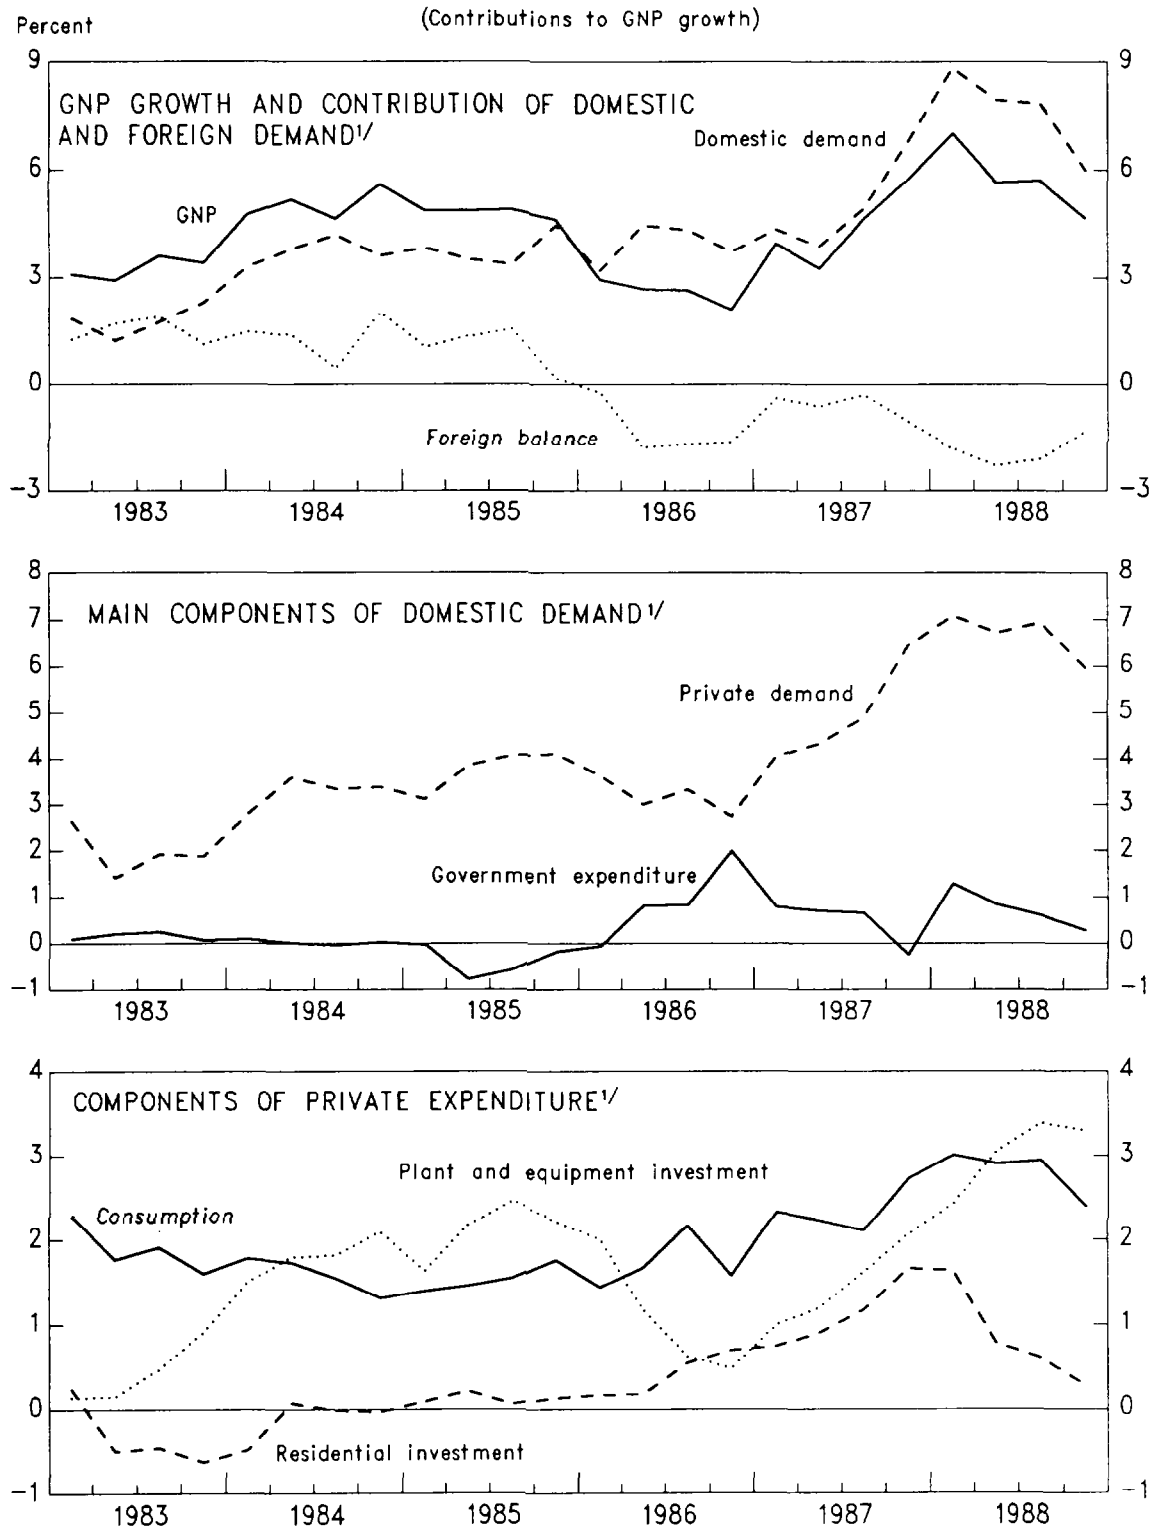 (Contributions to GNP growth)
Percent
9 9
GNP GROWTH AND CONTRIBUTION OF DOMESTIC
AND FOREIGN DEMAND1/
Domestic demand
6 6
GNP
3 3
0 0
Foreign balance
-3 -3
1983 1984 1985 1986 1987 1988
8 8
MAIN COMPONENTS OF DOMESTIC DEMAND1/
7 7
6 6
Private demand
5 5
4 4
3 3
2 2
Government expenditure
1 1
0 0
-1 -1
1983 1984 1985 1986 1987 1988
4 4
COMPONENTS OF PRIVATE EXPENDITURE1/
3 3
Plant and equipment investment
Consumption
2 2
1 1
0 0
Residential investment
-1 -1
1983 1984 1985 1986 1987 1988